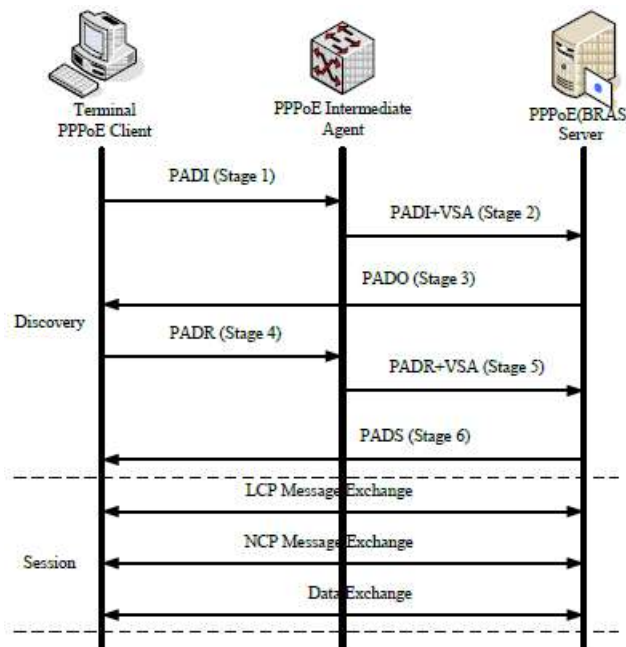 Terminal
PPPoE Client
PPPoE Intermediate
Agent
PPPoE(BRAS
Server
PADI (Stage 1)
PADI+VSA (Stage 2)
PADO (Stage 3)
Discovery
PADR (Stage 4)
PADR+VSA (Stage 5)
PADS (Stage 6)
LCP Message Exchange
NCP Message Exchange
Session
Data Exchange